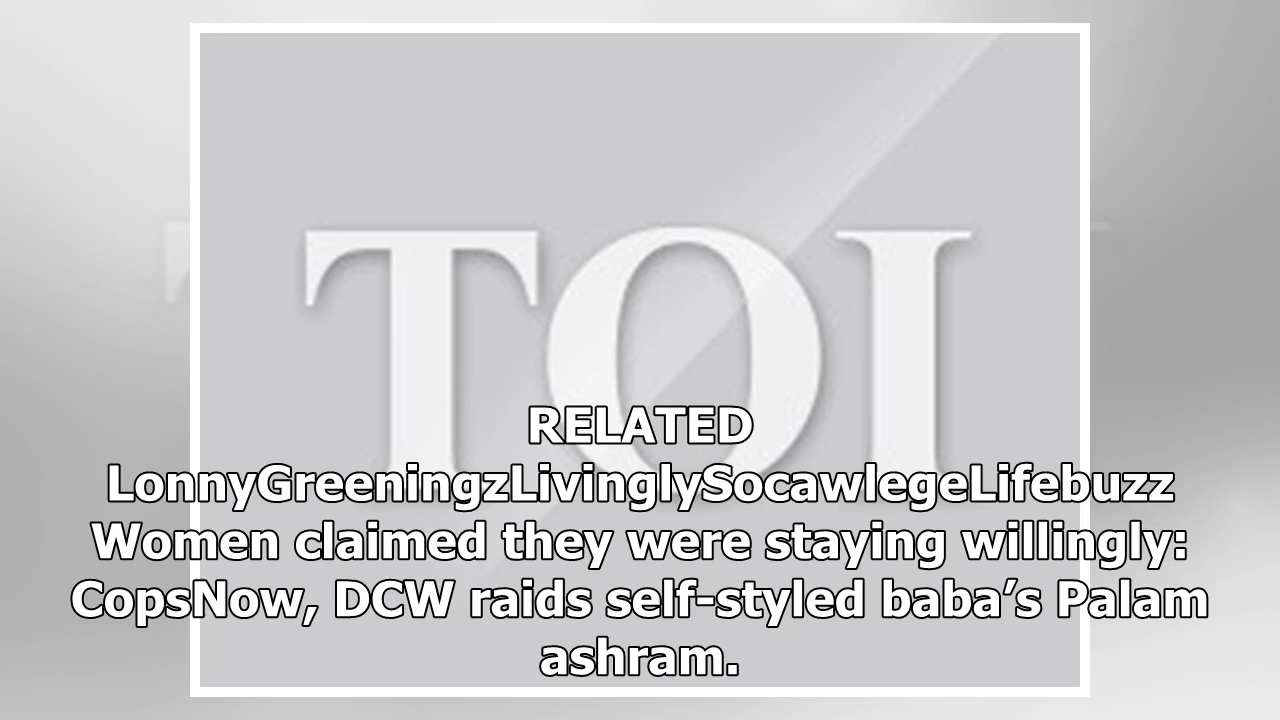 TOI
RELATED
LonnyGreeningzLivinglySocawlegeLifebuzz
Women claimed they were staying willingly:
CopsNow, DCW raids self-styled baba’s Palam
ashram.